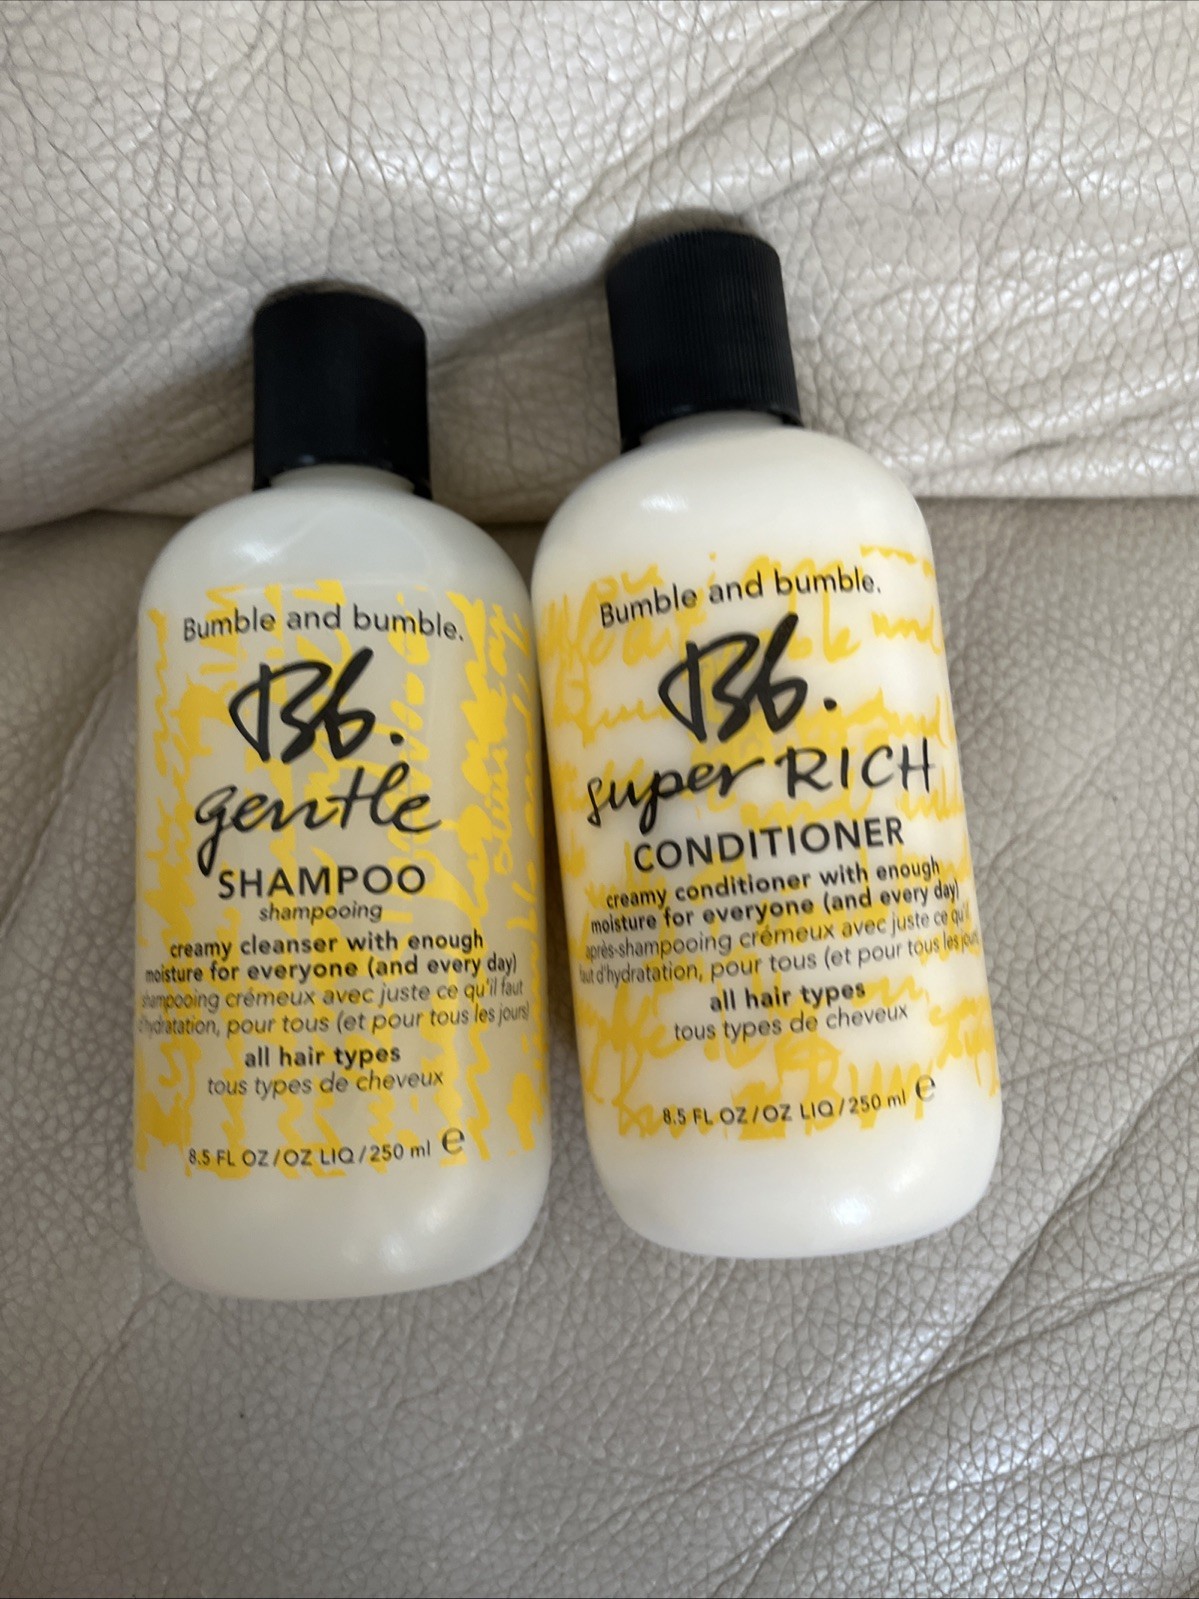 Bumble and bumble.
Bb.
gentle
SHAMPOO
shampooing
creamy cleanser with enough
moisture for everyone (and every day)
shampooing crémeux avec juste ce qu'il faut
d'hydratation, pour tous (et pour tous les jours)
all hair types
tous types de cheveux
8.5 FL OZ/OZ LIQ/250 ml e
Bumble and bumble.
Bb.
super RICH
CONDITIONER
creamy conditioner with enough
moisture for everyone (and every day)
après-shampooing crémeux avec juste ce qu'il
faut d'hydratation, pour tous (et pour tous les jours)
all hair types
tous types de cheveux
8.5 FL OZ/OZ LIQ/250 ml e